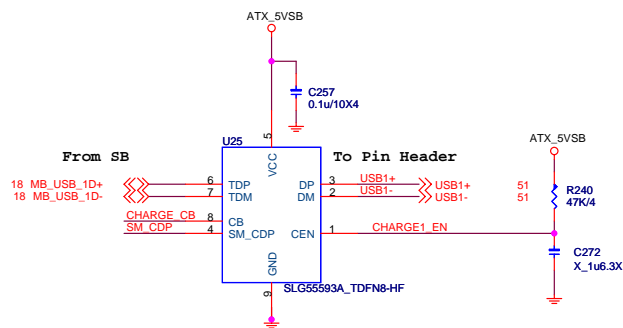 ATX_5VSB
C257
0.1u/10X4
U25
From SB
To Pin Header
ATX_5VSB
5
VCC
18 MB_USB_1D+
6
TDP
DP
3
USB1+
USB1+
51
18 MB_USB_1D-
7
TDM
DM
2
USB1-
USB1-
51
R240
47K/4
CHARGE_CB
8
CB
SM_CDP
4
SM_CDP
CEN
1
CHARGE1_EN
C272
X_1u6.3X
GND
9
SLG55593A_TDFN8-HF